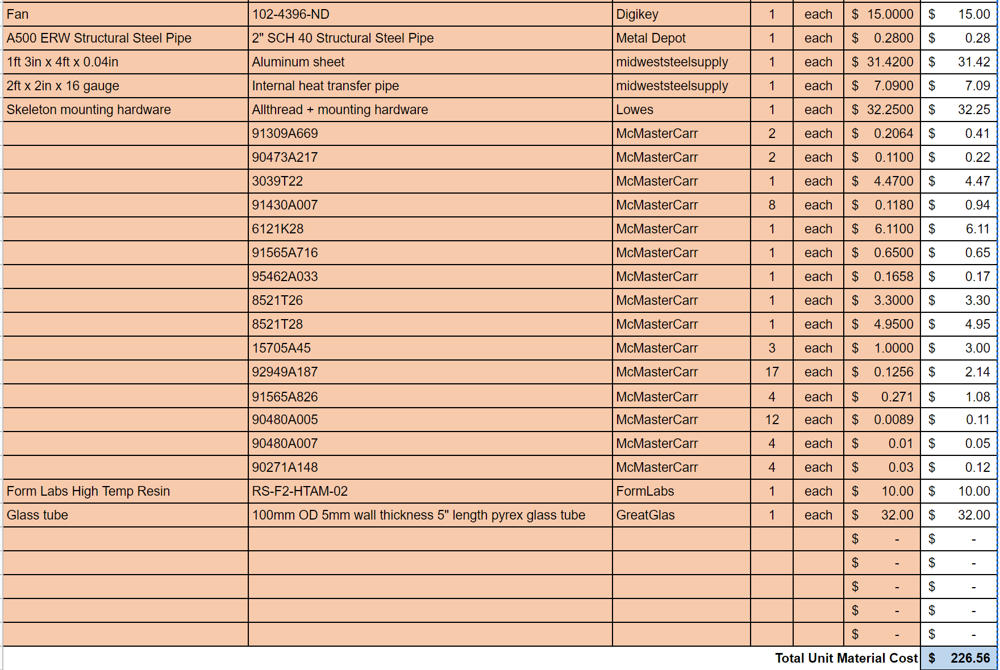 Fan 102-4396-ND Digikey 1 each $ 15.0000 $ 15.00
A500 ERW Structural Steel Pipe 2" SCH 40 Structural Steel Pipe Metal Depot 1 each $ 0.2800 $ 0.28
1ft 3in x 4ft x 0.04in Aluminum sheet midweststeelsupply 1 each $ 31.4200 $ 31.42
2ft x 2in x 16 gauge Internal heat transfer pipe midweststeelsupply 1 each $ 7.0900 $ 7.09
Skeleton mounting hardware Allthread + mounting hardware Lowes 1 each $ 32.2500 $ 32.25
91309A669 McMasterCarr 2 each $ 0.2064 $ 0.41
90473A217 McMasterCarr 2 each $ 0.1100 $ 0.22
3039T22 McMasterCarr 1 each $ 4.4700 $ 4.47
91430A007 McMasterCarr 8 each $ 0.1180 $ 0.94
6121K28 McMasterCarr 1 each $ 6.1100 $ 6.11
91565A716 McMasterCarr 1 each $ 0.6500 $ 0.65
95462A033 McMasterCarr 1 each $ 0.1658 $ 0.17
8521T26 McMasterCarr 1 each $ 3.3000 $ 3.30
8521T28 McMasterCarr 1 each $ 4.9500 $ 4.95
15705A45 McMasterCarr 3 each $ 1.0000 $ 3.00
92949A187 McMasterCarr 17 each $ 0.1256 $ 2.14
91565A826 McMasterCarr 4 each $ 0.271 $ 1.08
90480A005 McMasterCarr 12 each $ 0.0089 $ 0.11
90480A007 McMasterCarr 4 each $ 0.01 $ 0.05
90271A148 McMasterCarr 4 each $ 0.03 $ 0.12
Form Labs High Temp Resin RS-F2-HTAM-02 FormLabs 1 each $ 10.00 $ 10.00
Glass tube 100mm OD 5mm wall thickness 5" length pyrex glass tube GreatGlas 1 each $ 32.00 $ 32.00
$ - $ -
$ - $ -
$ - $ -
$ - $ -
$ - $ -
Total Unit Material Cost $ 226.56